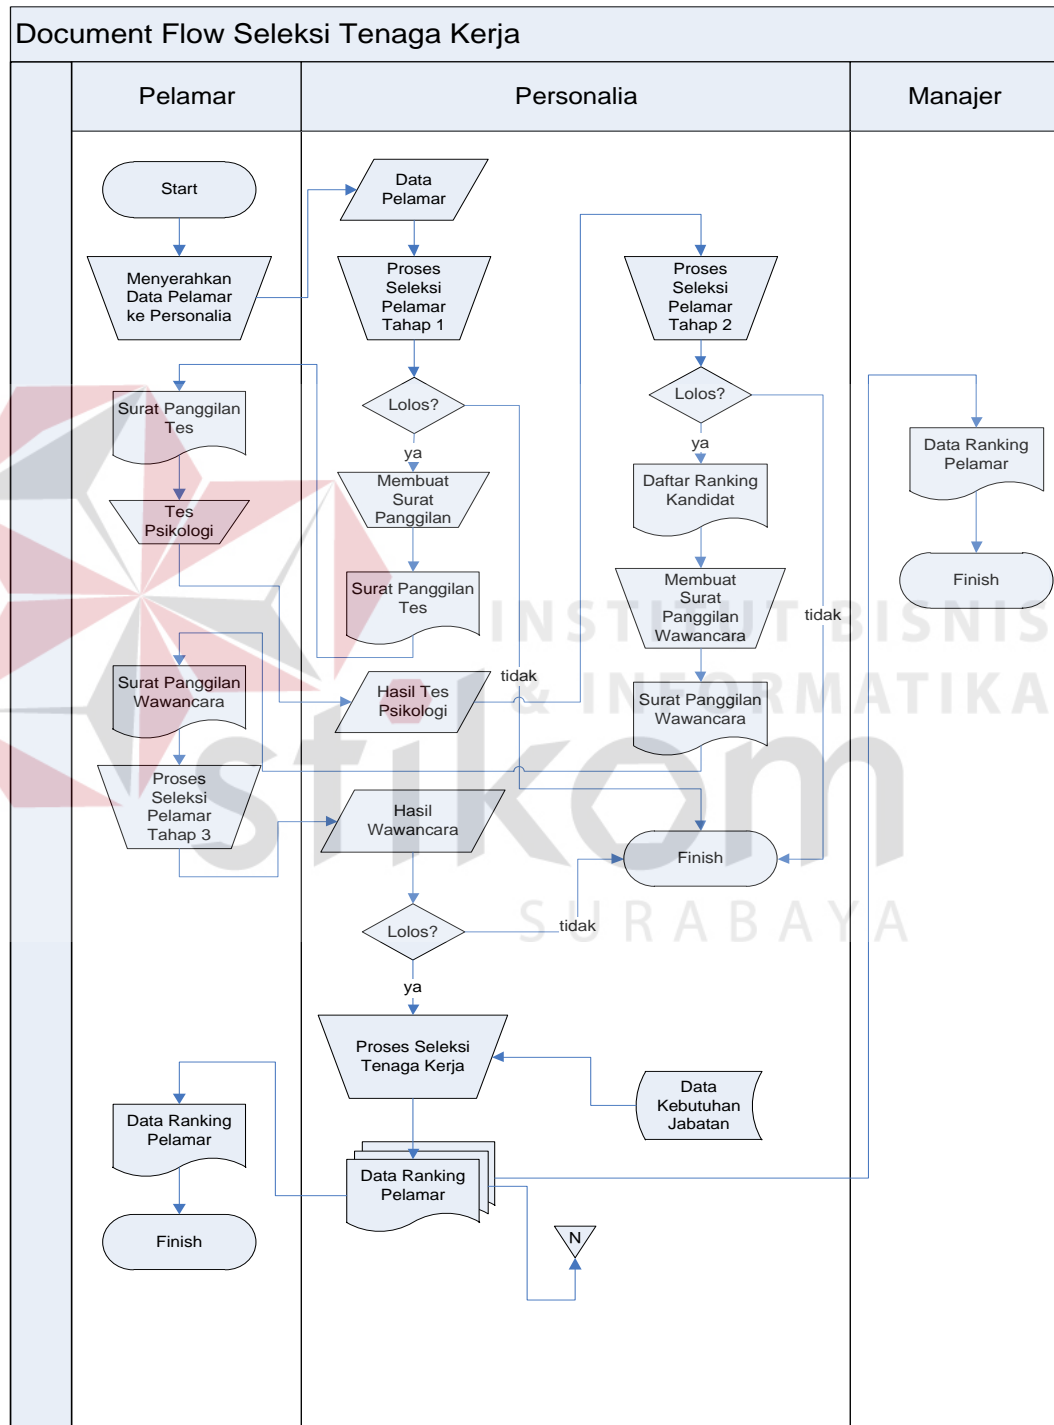 Document Flow Seleksi Tenaga Kerja
Pelamar
Personalia
Manajer
Start
Menyerahkan
Data Pelamar
ke Personalia
Surat Panggilan
Tes
Tes
Psikologi
Surat Panggilan
Wawancara
Proses
Seleksi
Pelamar
Tahap 3
Data Ranking
Pelamar
Finish
Data
Pelamar
Proses
Seleksi
Pelamar
Tahap 1
Lolos?
ya
tidak
Membuat
Surat
Panggilan
Surat Panggilan
Tes
Hasil Tes
Psikologi
Hasil
Wawancara
Lolos?
tidak
ya
Proses Seleksi
Tenaga Kerja
Data Ranking
Pelamar
N
Proses
Seleksi
Pelamar
Tahap 2
Lolos?
ya
tidak
Daftar Ranking
Kandidat
Membuat
Surat
Panggilan
Wawancara
Surat Panggilan
Wawancara
Finish
Data
Kebutuhan
Jabatan
Data Ranking
Pelamar
Finish
INSTITUT BISNIS
& INFORMATIKA
stikom
SURABAYA